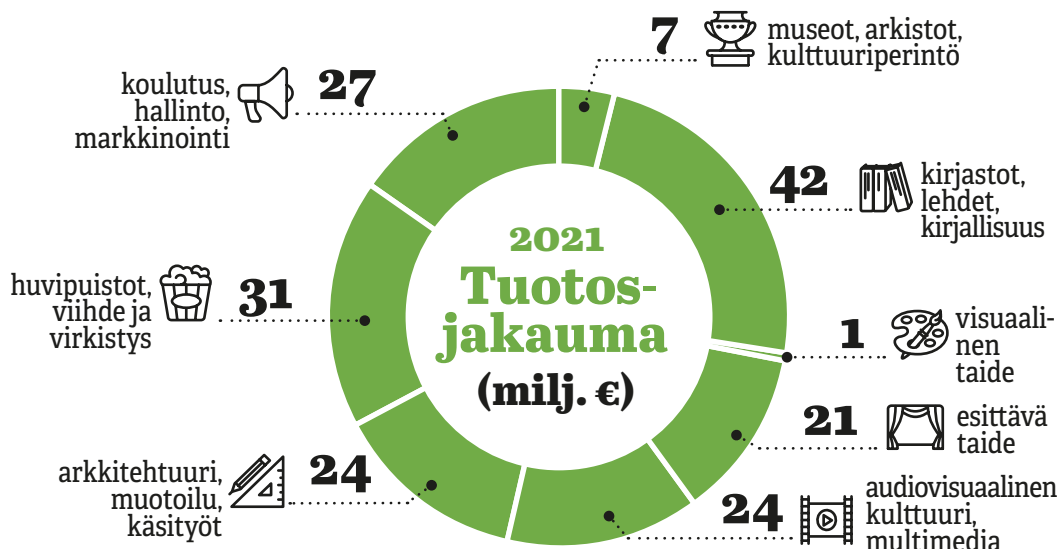 2021
Tuotos-
jakauma
(milj. €)
7
museot, arkistot,
kulttuuriperintö
42
kirjastot,
lehdet,
kirjallisuus
1
visuaali-
nen
taide
21
esittävä
taide
24
audiovisuaalinen
kulttuuri,
multimedia
24
arkkitehtuuri,
muotoilu,
käsityöt
31
huvipuistot,
viihde ja
virkistys
27
koulutus,
hallinto,
markkinointi